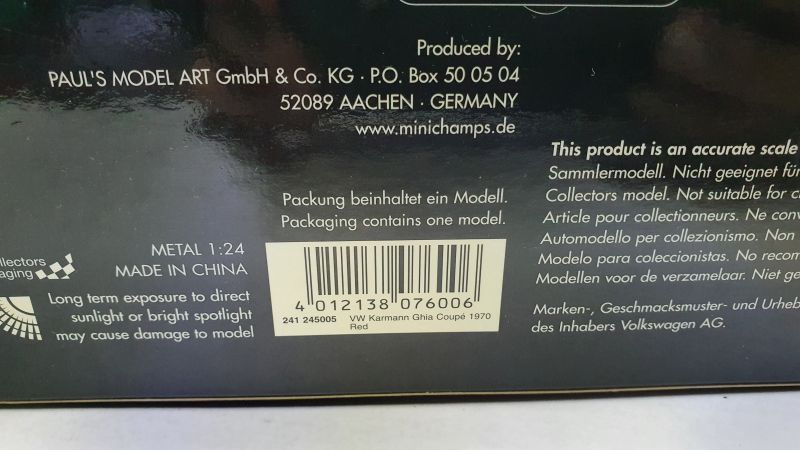 Produced by:
PAUL'S MODEL ART GmbH & Co. KG · P.O. Box 50 05 04
52089 AACHEN · GERMANY
www.minichamps.de
This product is an accurate scale
Sammlermodell. Nicht geeignet für
Collectors model. Not suitable for
Article pour collectionneurs. Ne
Automodello per collezionismo. Non
Modelo para coleccionistas. No
Modellen voor de verzamelaar. Niet
Marken-, Geschmacksmuster- und
des Inhabers Volkswagen AG.
Packung beinhaltet ein Modell.
Packaging contains one model.
METAL 1:24
MADE IN CHINA
Long term exposure to direct
sunlight or bright spotlight
may cause damage to model
4 012138 076006
241 245005 VW Karmann Ghia Coupé 1970
Red